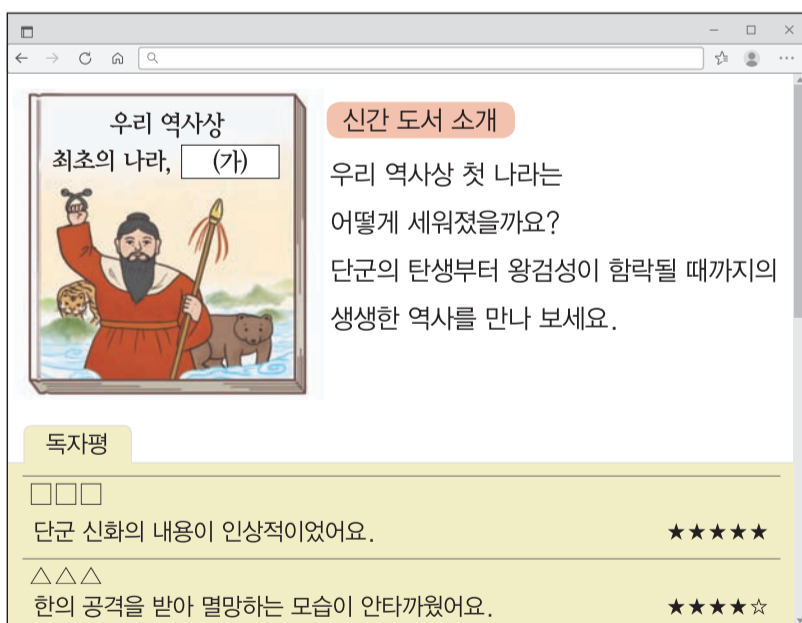 우리 역사상
최초의 나라, (가)
신간 도서 소개
우리 역사상 첫 나라는
어떻게 세워졌을까요?
단군의 탄생부터 왕검성이 함락될 때까지의
생생한 역사를 만나 보세요.
독자평
□□□
단군 신화의 내용이 인상적이었어요. ★★★★★
△△△
한의 공격을 받아 멸망하는 모습이 안타까웠어요. ★★★★☆